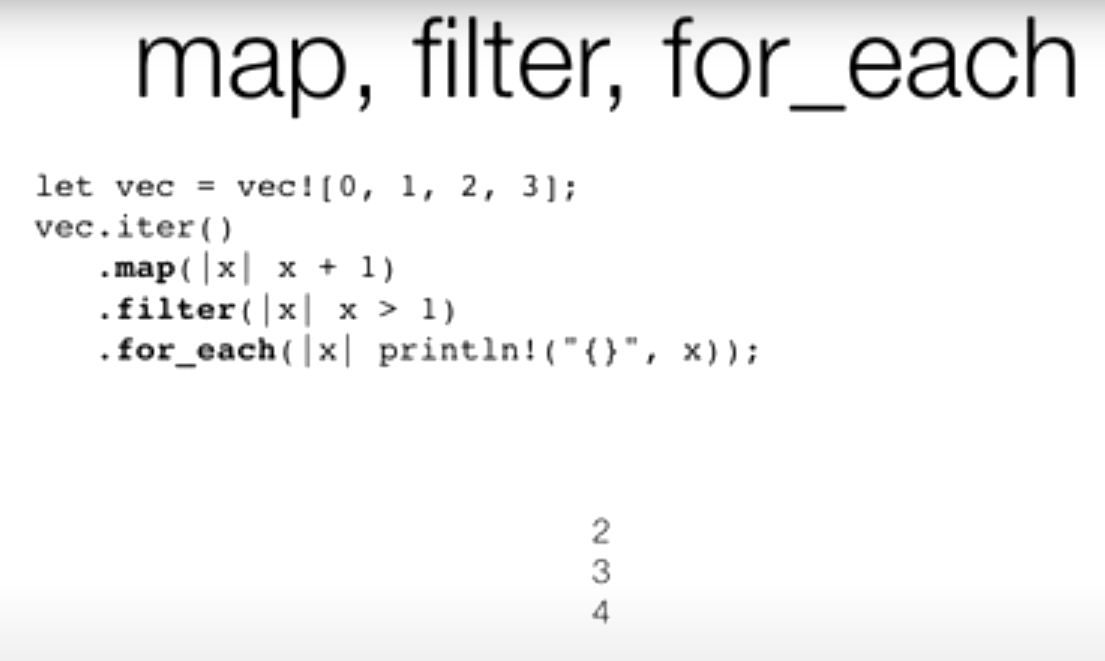 map, filter, for_each
let vec = vec![0, 1, 2, 3];
vec.iter()
    .map(|x| x + 1)
    .filter(|x| x > 1)
    .for_each(|x| println!("{}", x));
2
3
4